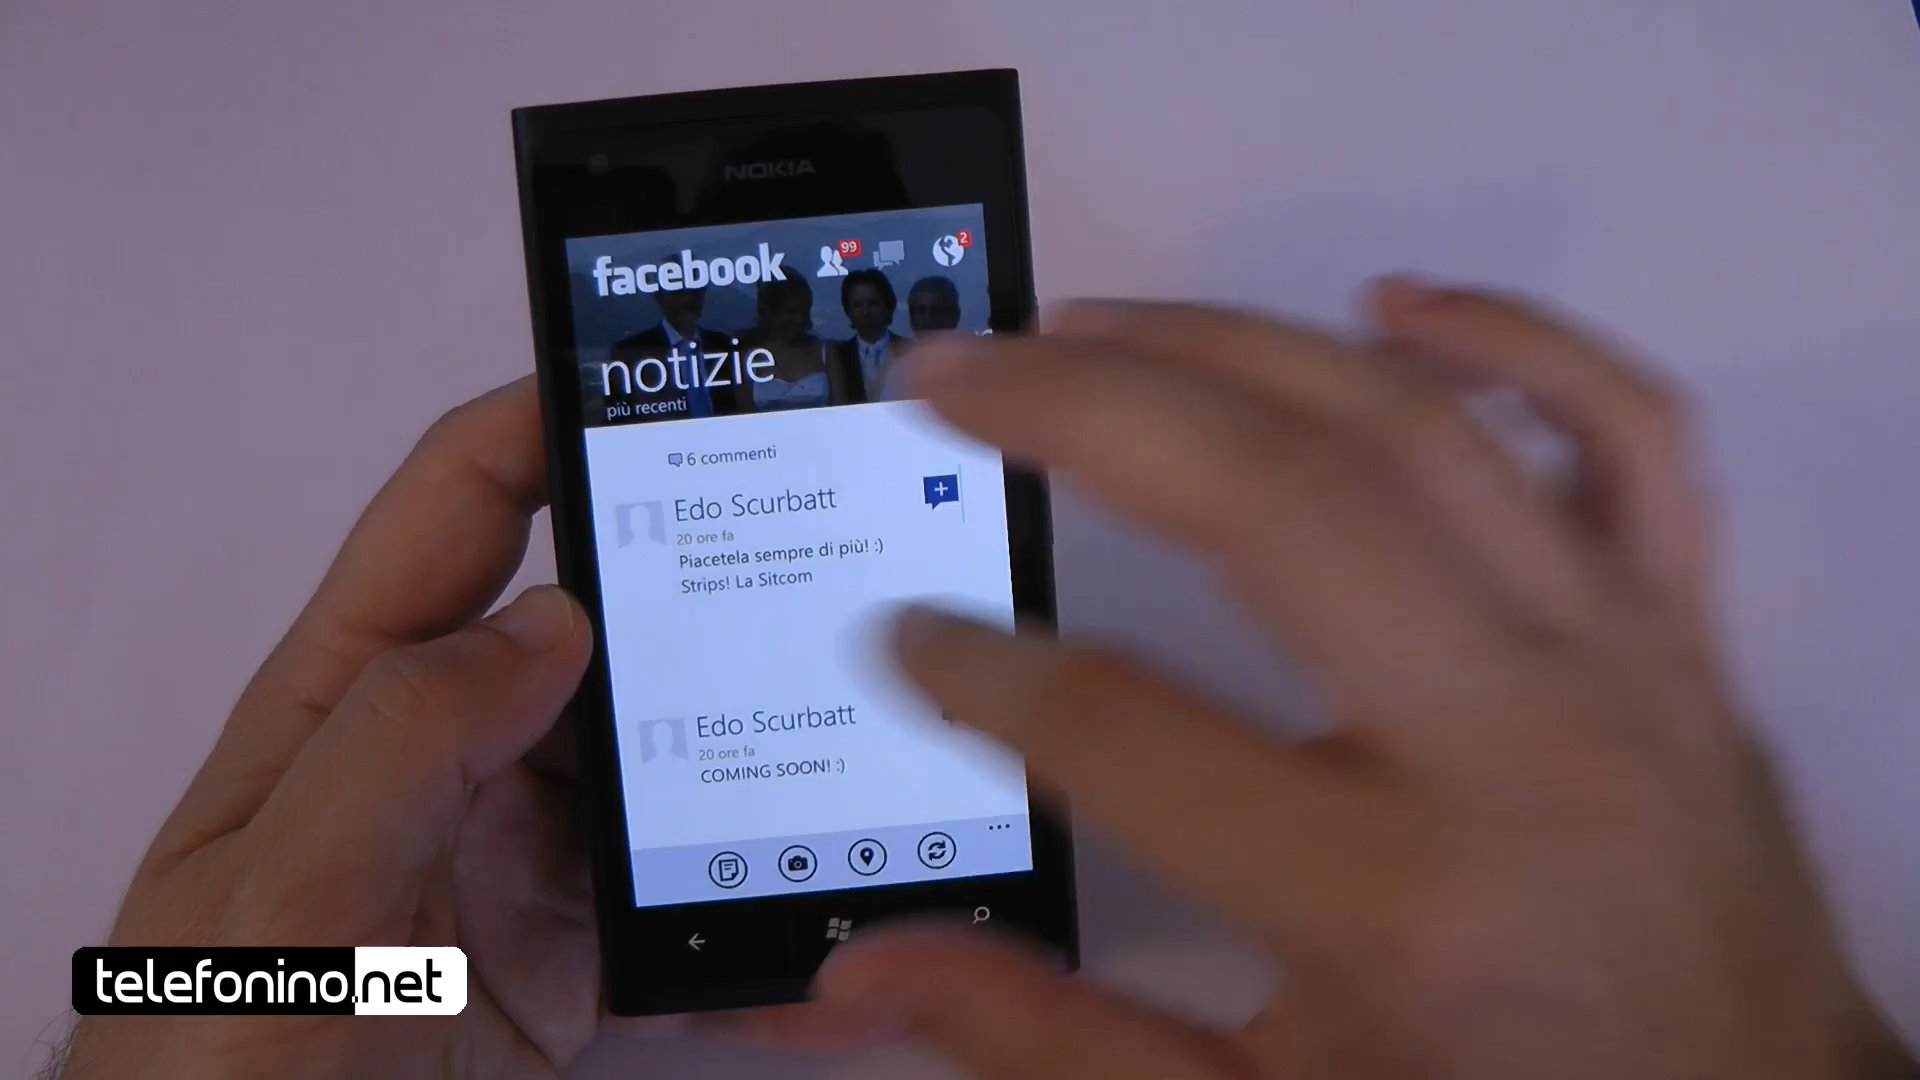 NOKIA
facebook
99
2
notizie
più recenti
6 commenti
Edo Scurbatt
20 ore fa
Piacetela sempre di più! :)
Strips! La Sitcom
Edo Scurbatt
20 ore fa
COMING SOON! :)
telefonino.net